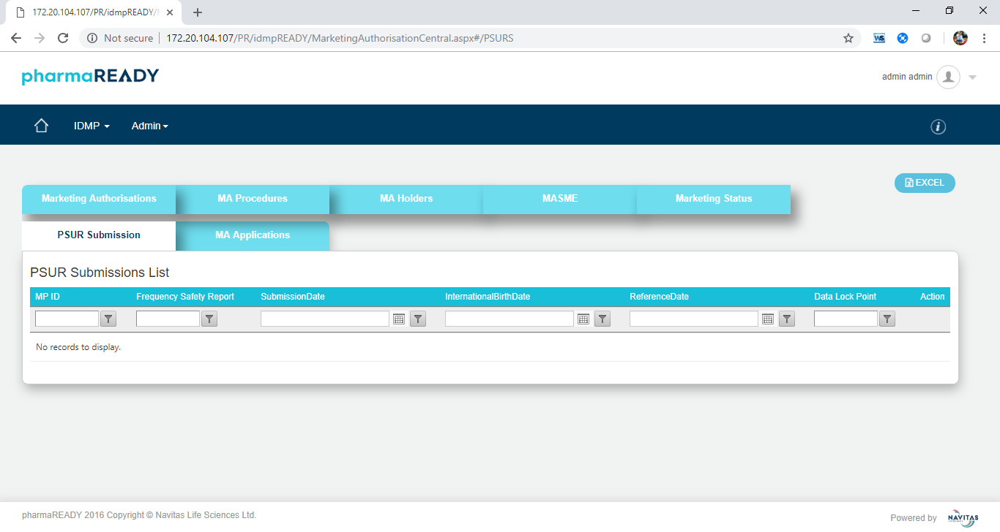 172.20.104.107/PR/idmpREADY/
Not secure 172.20.104.107/PR/idmpREADY/MarketingAuthorisationCentral.aspx#/PSURS
WS
pharmaREADY
admin admin
IDMP Admin
i
EXCEL
Marketing Authorisations MA Procedures MA Holders MASME Marketing Status
PSUR Submission MA Applications
PSUR Submissions List
MP ID Frequency Safety Report SubmissionDate InternationalBirthDate ReferenceDate Data Lock Point Action
No records to display.
pharmaREADY 2016 Copyright © Navitas Life Sciences Ltd.
Powered by NAVITAS